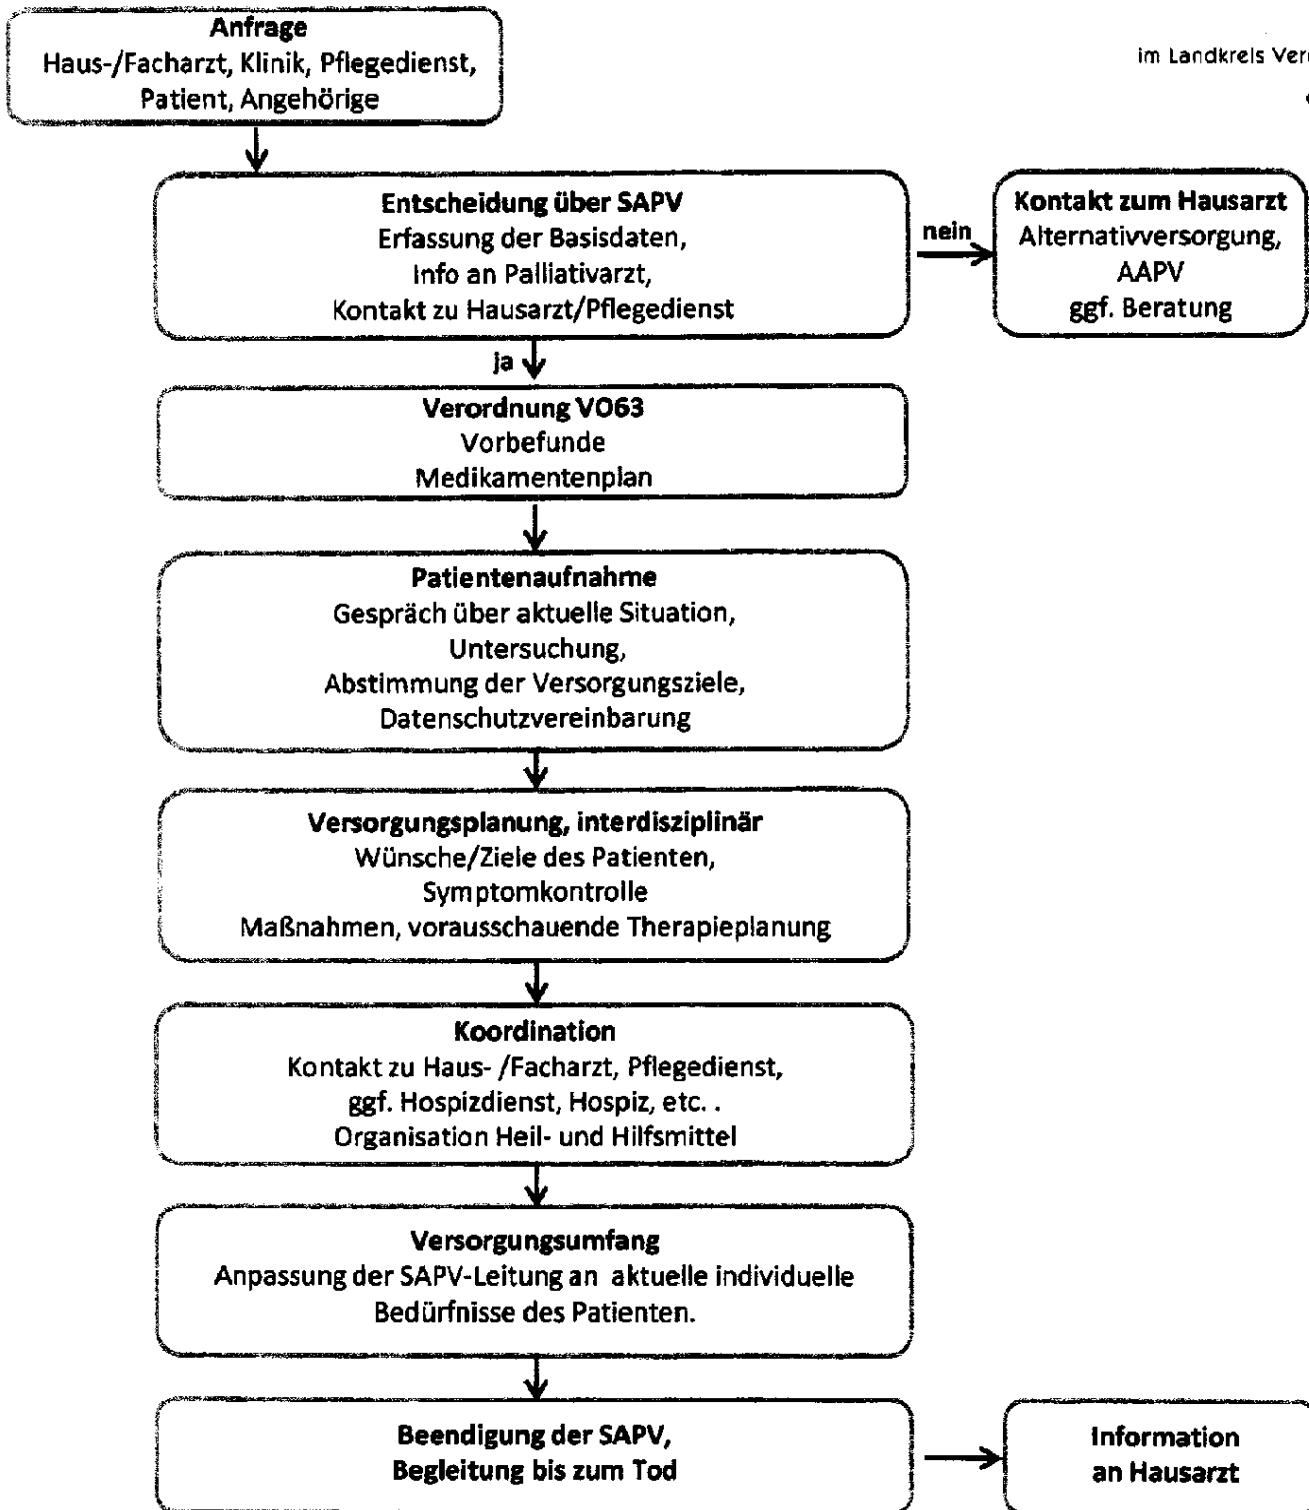 Anfrage
Haus-/Facharzt, Klinik, Pflegedienst,
Patient, Angehörige
im Landkreis
Entscheidung über SAPV
Erfassung der Basisdaten,
Info an Palliativarzt,
Kontakt zu Hausarzt/Pflegedienst
nein
Kontakt zum Hausarzt
Alternativversorgung,
AAPV
ggf. Beratung
ja
Verordnung VO63
Vorbefunde
Medikamentenplan
Patientenaufnahme
Gespräch über aktuelle Situation,
Untersuchung,
Abstimmung der Versorgungsziele,
Datenschutzvereinbarung
Versorgungsplanung, interdisziplinär
Wünsche/Ziele des Patienten,
Symptomkontrolle
Maßnahmen, vorausschauende Therapieplanung
Koordination
Kontakt zu Haus- /Facharzt, Pflegedienst,
ggf. Hospizdienst, Hospiz, etc. .
Organisation Heil- und Hilfsmittel
Versorgungsumfang
Anpassung der SAPV-Leitung an aktuelle individuelle
Bedürfnisse des Patienten.
Beendigung der SAPV,
Begleitung bis zum Tod
Information
an Hausarzt